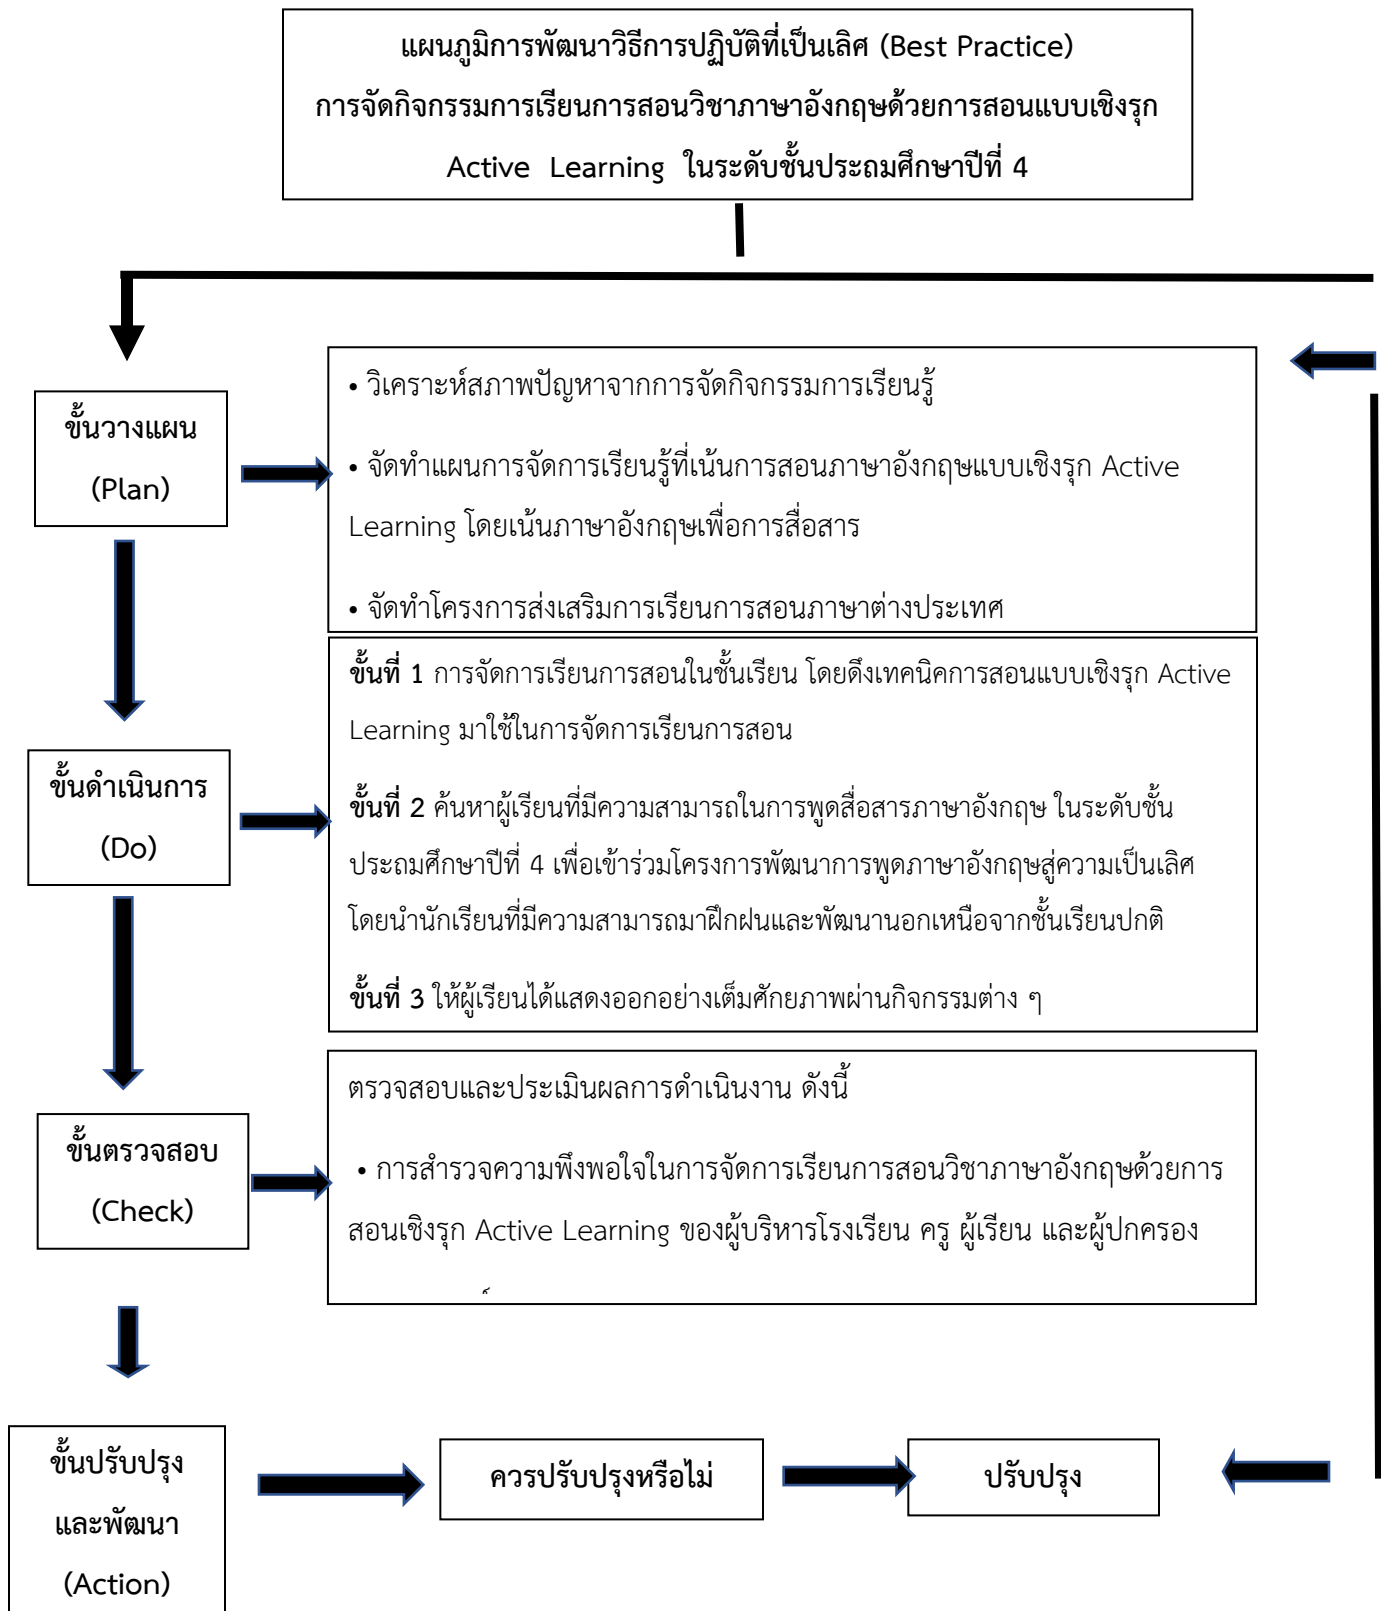 แผนภูมิการพัฒนาวิธีการปฏิบัติที่เป็นเลิศ (Best Practice)
การจัดกิจกรรมการเรียนการสอนวิชาภาษาอังกฤษด้วยการสอนแบบเชิงรุก
Active Learning ในระดับชั้นประถมศึกษาปีที่ 4
ขั้นวางแผน
(Plan)
• วิเคราะห์สภาพปัญหาจากการจัดกิจกรรมการเรียนรู้
• จัดทำแผนการจัดการเรียนรู้ที่เน้นการสอนภาษาอังกฤษแบบเชิงรุก Active
Learning โดยเน้นภาษาอังกฤษเพื่อการสื่อสาร
• จัดทำโครงการส่งเสริมการเรียนการสอนภาษาต่างประเทศ
ขั้นดำเนินการ
(Do)
ขั้นที่ 1 การจัดการเรียนการสอนในชั้นเรียน โดยดึงเทคนิคการสอนแบบเชิงรุก Active
Learning มาใช้ในการจัดการเรียนการสอน
ขั้นที่ 2 ค้นหาผู้เรียนที่มีความสามารถในการพูดสื่อสารภาษาอังกฤษ ในระดับชั้น
ประถมศึกษาปีที่ 4 เพื่อเข้าร่วมโครงการพัฒนาการพูดภาษาอังกฤษสู่ความเป็นเลิศ
โดยนำนักเรียนที่มีความสามารถมาฝึกฝนและพัฒนานอกเหนือจากชั้นเรียนปกติ
ขั้นที่ 3 ให้ผู้เรียนได้แสดงออกอย่างเต็มศักยภาพผ่านกิจกรรมต่าง ๆ
ขั้นตรวจสอบ
(Check)
ตรวจสอบและประเมินผลการดำเนินงาน ดังนี้
• การสำรวจความพึงพอใจในการจัดการเรียนการสอนวิชาภาษาอังกฤษด้วยการ
สอนเชิงรุก Active Learning ของผู้บริหารโรงเรียน ครู ผู้เรียน และผู้ปกครอง
ขั้นปรับปรุง
และพัฒนา
(Action)
ควรปรับปรุงหรือไม่
ปรับปรุง